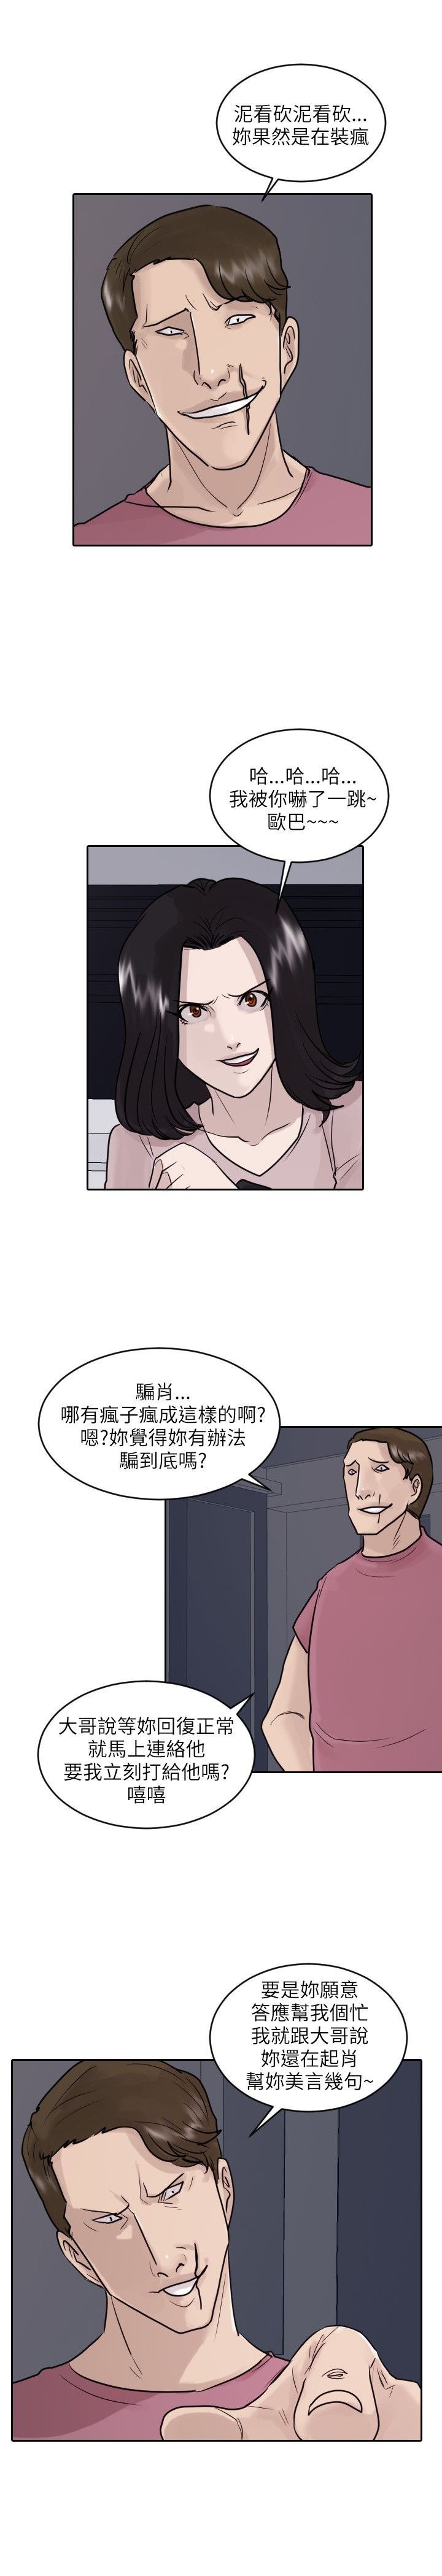 泥看砍泥看砍...
妳果然是在裝瘋
哈...哈...哈...
我被你嚇了一跳~
歐巴~~~
騙肖...
哪有瘋子瘋成這樣的啊?
嗯?妳覺得妳有辦法
騙到底嗎?
大哥說等妳回復正常
就馬上連絡他
要我立刻打給他嗎?
嘻嘻
要是妳願意
答應幫我個忙
我就跟大哥說
妳還在起肖
幫妳美言幾句~